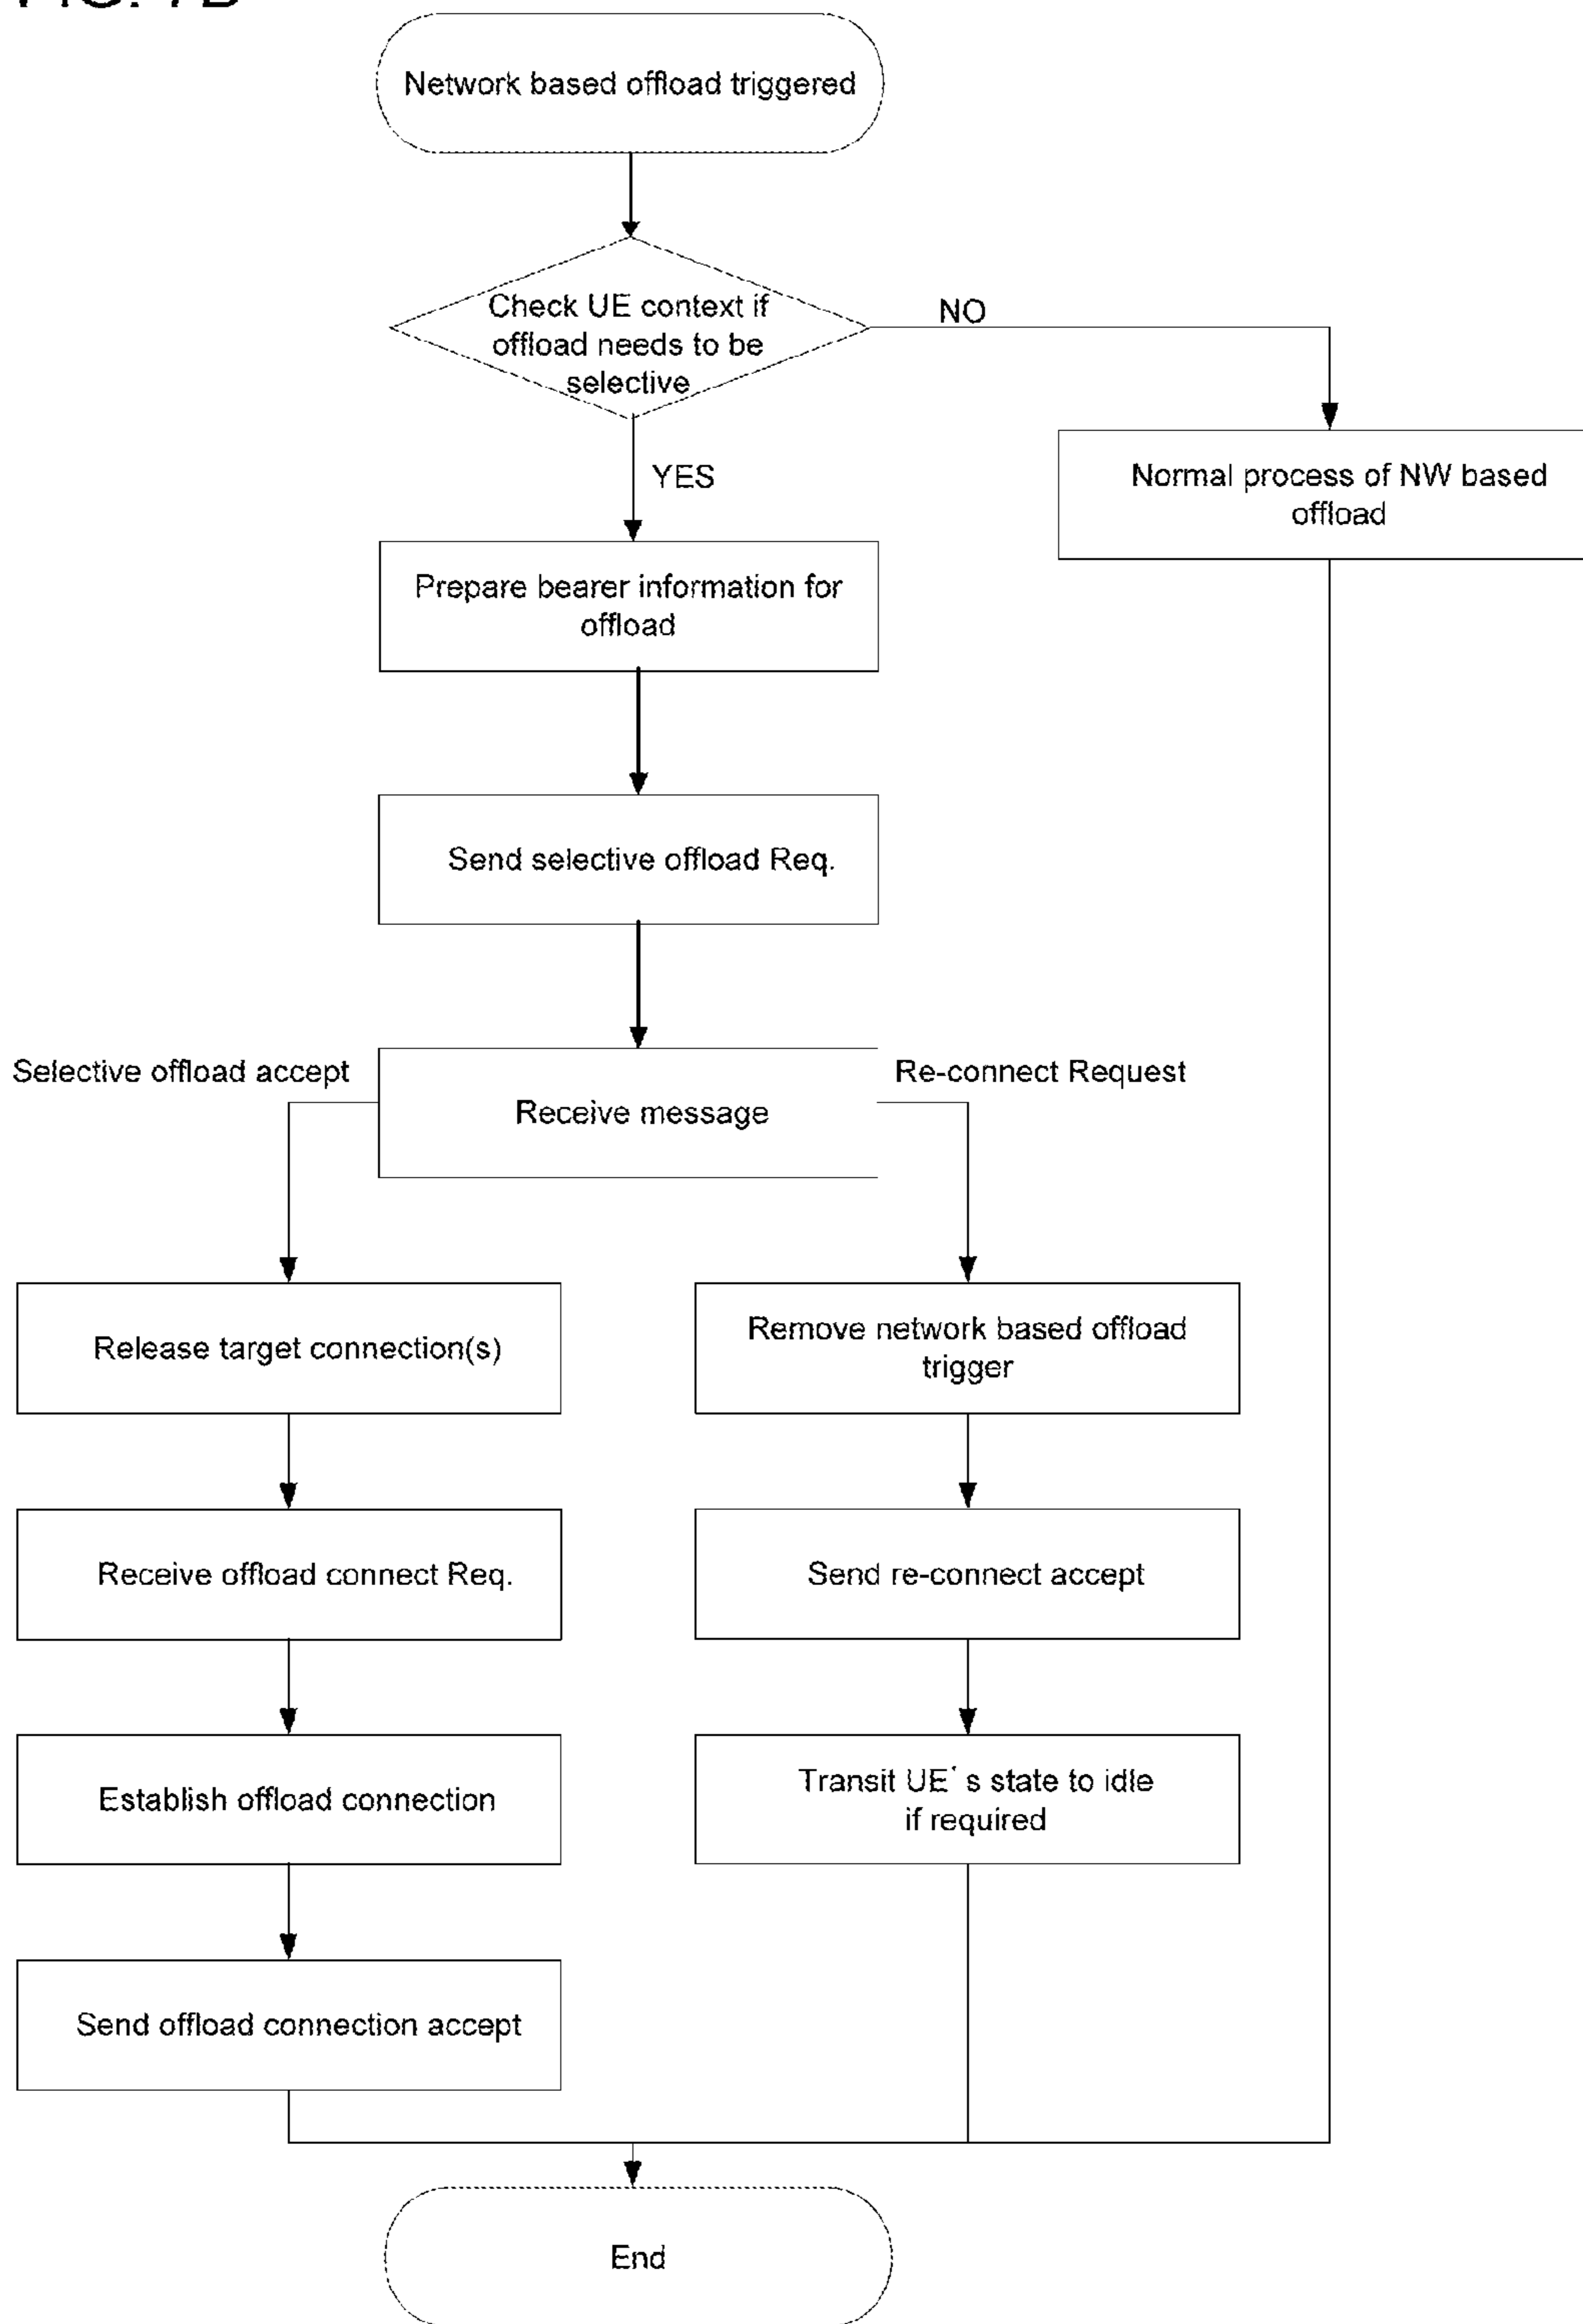 Network based offload triggered
Check UE context if
offload needs to be
selective
NO
YES
Normal process of NW based
offload
Prepare bearer information for
offload
Send selective offload Req.
Selective offload accept
Receive message
Re-connect Request
Release target connection(s)
Remove network based offload
trigger
Receive offload connect Req.
Send re-connect accept
Establish offload connection
Transit UE' s state to idle
if required
Send offload connection accept
End